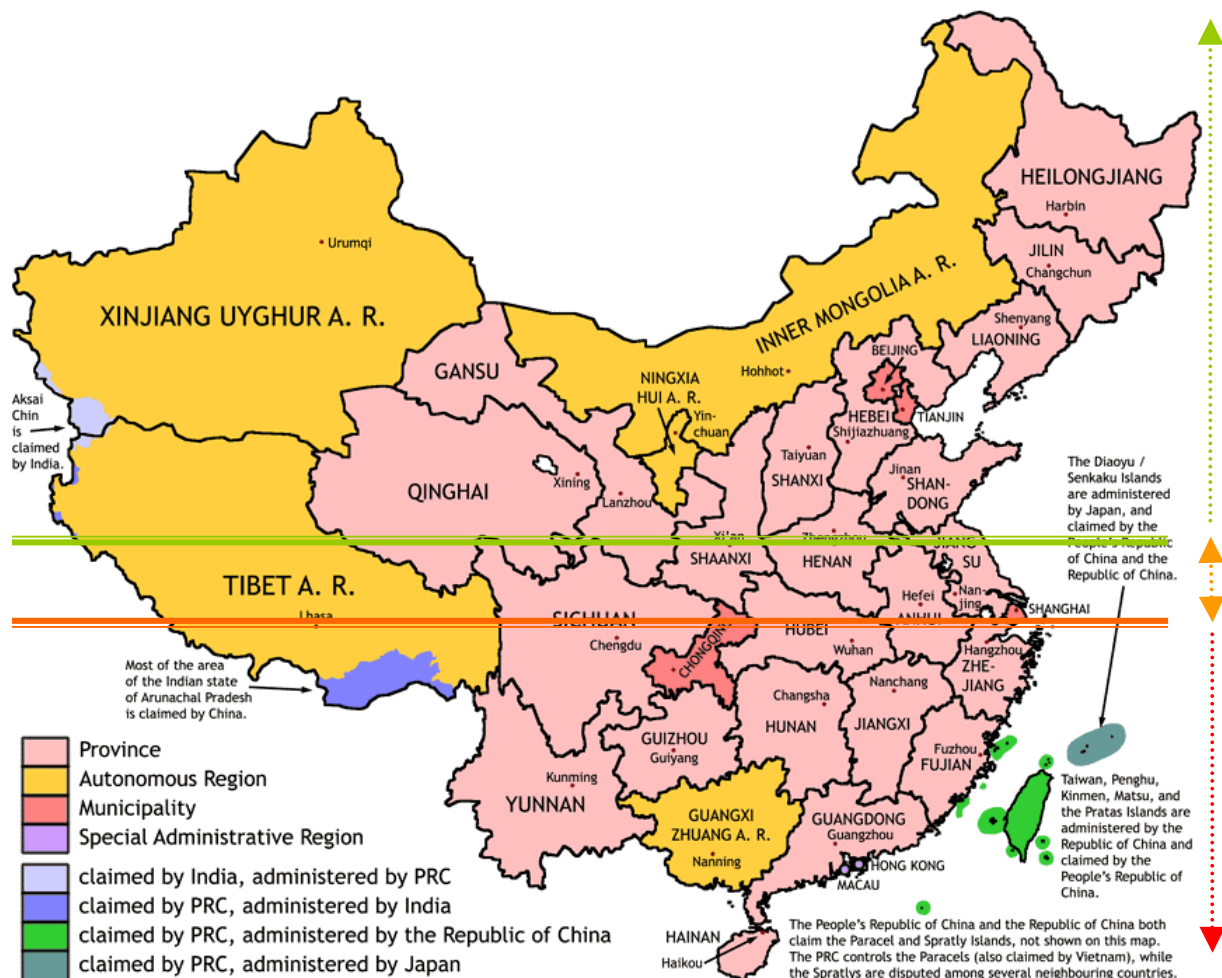 HEILONGJIANG
Harbin
JILIN
Changchun
Urumqi
XINJIANG UYGHUR A. R.
INNER MONGOLIA A. R.
Shenyang
LIAONING
BEIJING
GANSU
Hohhot
NINGXIA
HUI A. R.
Yin-
chuan
TIANJIN
HEBEI
Shijiazhuang
Aksai
Chin
is
claimed
by India.
Taiyuan
SHANXI
Jinan
SHAN-
DONG
QINGHAI
Xining
Lanzhou
The Diaoyu /
Senkaku Islands
are administered
by Japan, and
claimed by the
People's Republic
of China and the
Republic of China.
Xi'an
SHAANXI
Zhengzhou
HENAN
JIANG
SU
TIBET A. R.
Lhasa
Hefei
ANHUI
Nan-
jing
SHANGHAI
SICHUAN
Chengdu
CHONGQING
HUBEI
Wuhan
Hangzhou
ZHE-
JIANG
Most of the area
of the Indian state
of Arunachal Pradesh
is claimed by China.
Changsha
HUNAN
Nanchang
JIANGXI
GUIZHOU
Guiyang
Fuzhou
FUJIAN
Kunming
YUNNAN
GUANGXI
ZHUANG A. R.
Nanning
GUANGDONG
Guangzhou
HONG KONG
MACAU
Taiwan, Penghu,
Kinmen, Matsu, and
the Pratas Islands are
administered by the
Republic of China and
claimed by the
People's Republic of
China.
HAINAN
Haikou
The People's Republic of China and the Republic of China both
claim the Paracel and Spratly Islands, not shown on this map.
The PRC controls the Paracels (also claimed by Vietnam), while
the Spratlys are disputed among several neighbouring countries.
Province
Autonomous Region
Municipality
Special Administrative Region
claimed by India, administered by PRC
claimed by PRC, administered by India
claimed by PRC, administered by the Republic of China
claimed by PRC, administered by Japan